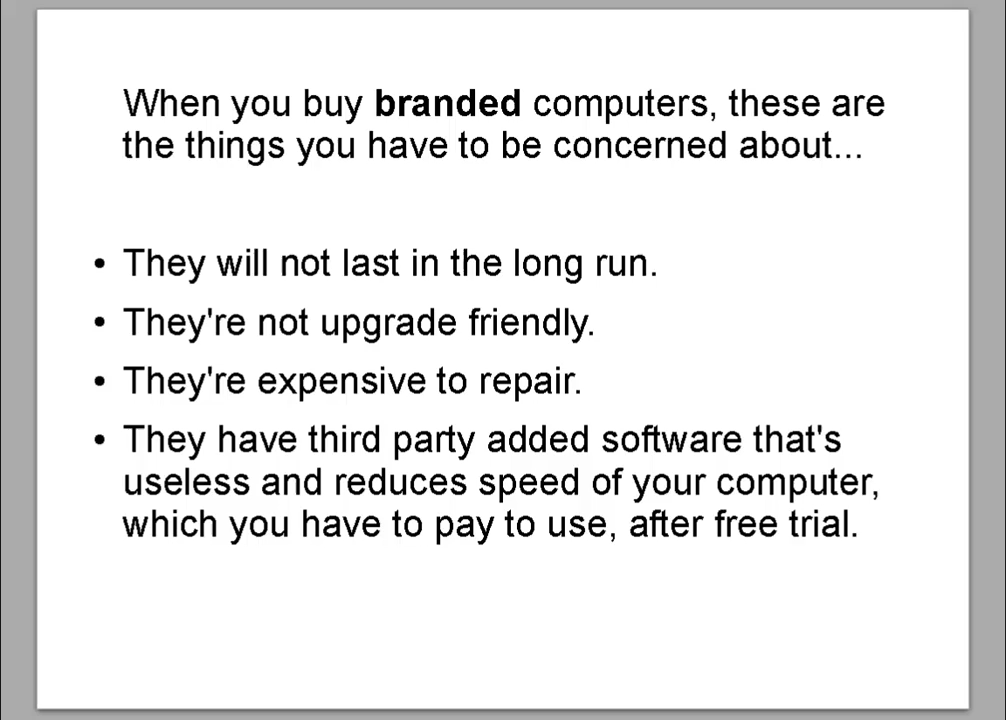 When you buy branded computers, these are
the things you have to be concerned about...
• They will not last in the long run.
• They're not upgrade friendly.
• They're expensive to repair.
• They have third party added software that's
useless and reduces speed of your computer,
which you have to pay to use, after free trial.